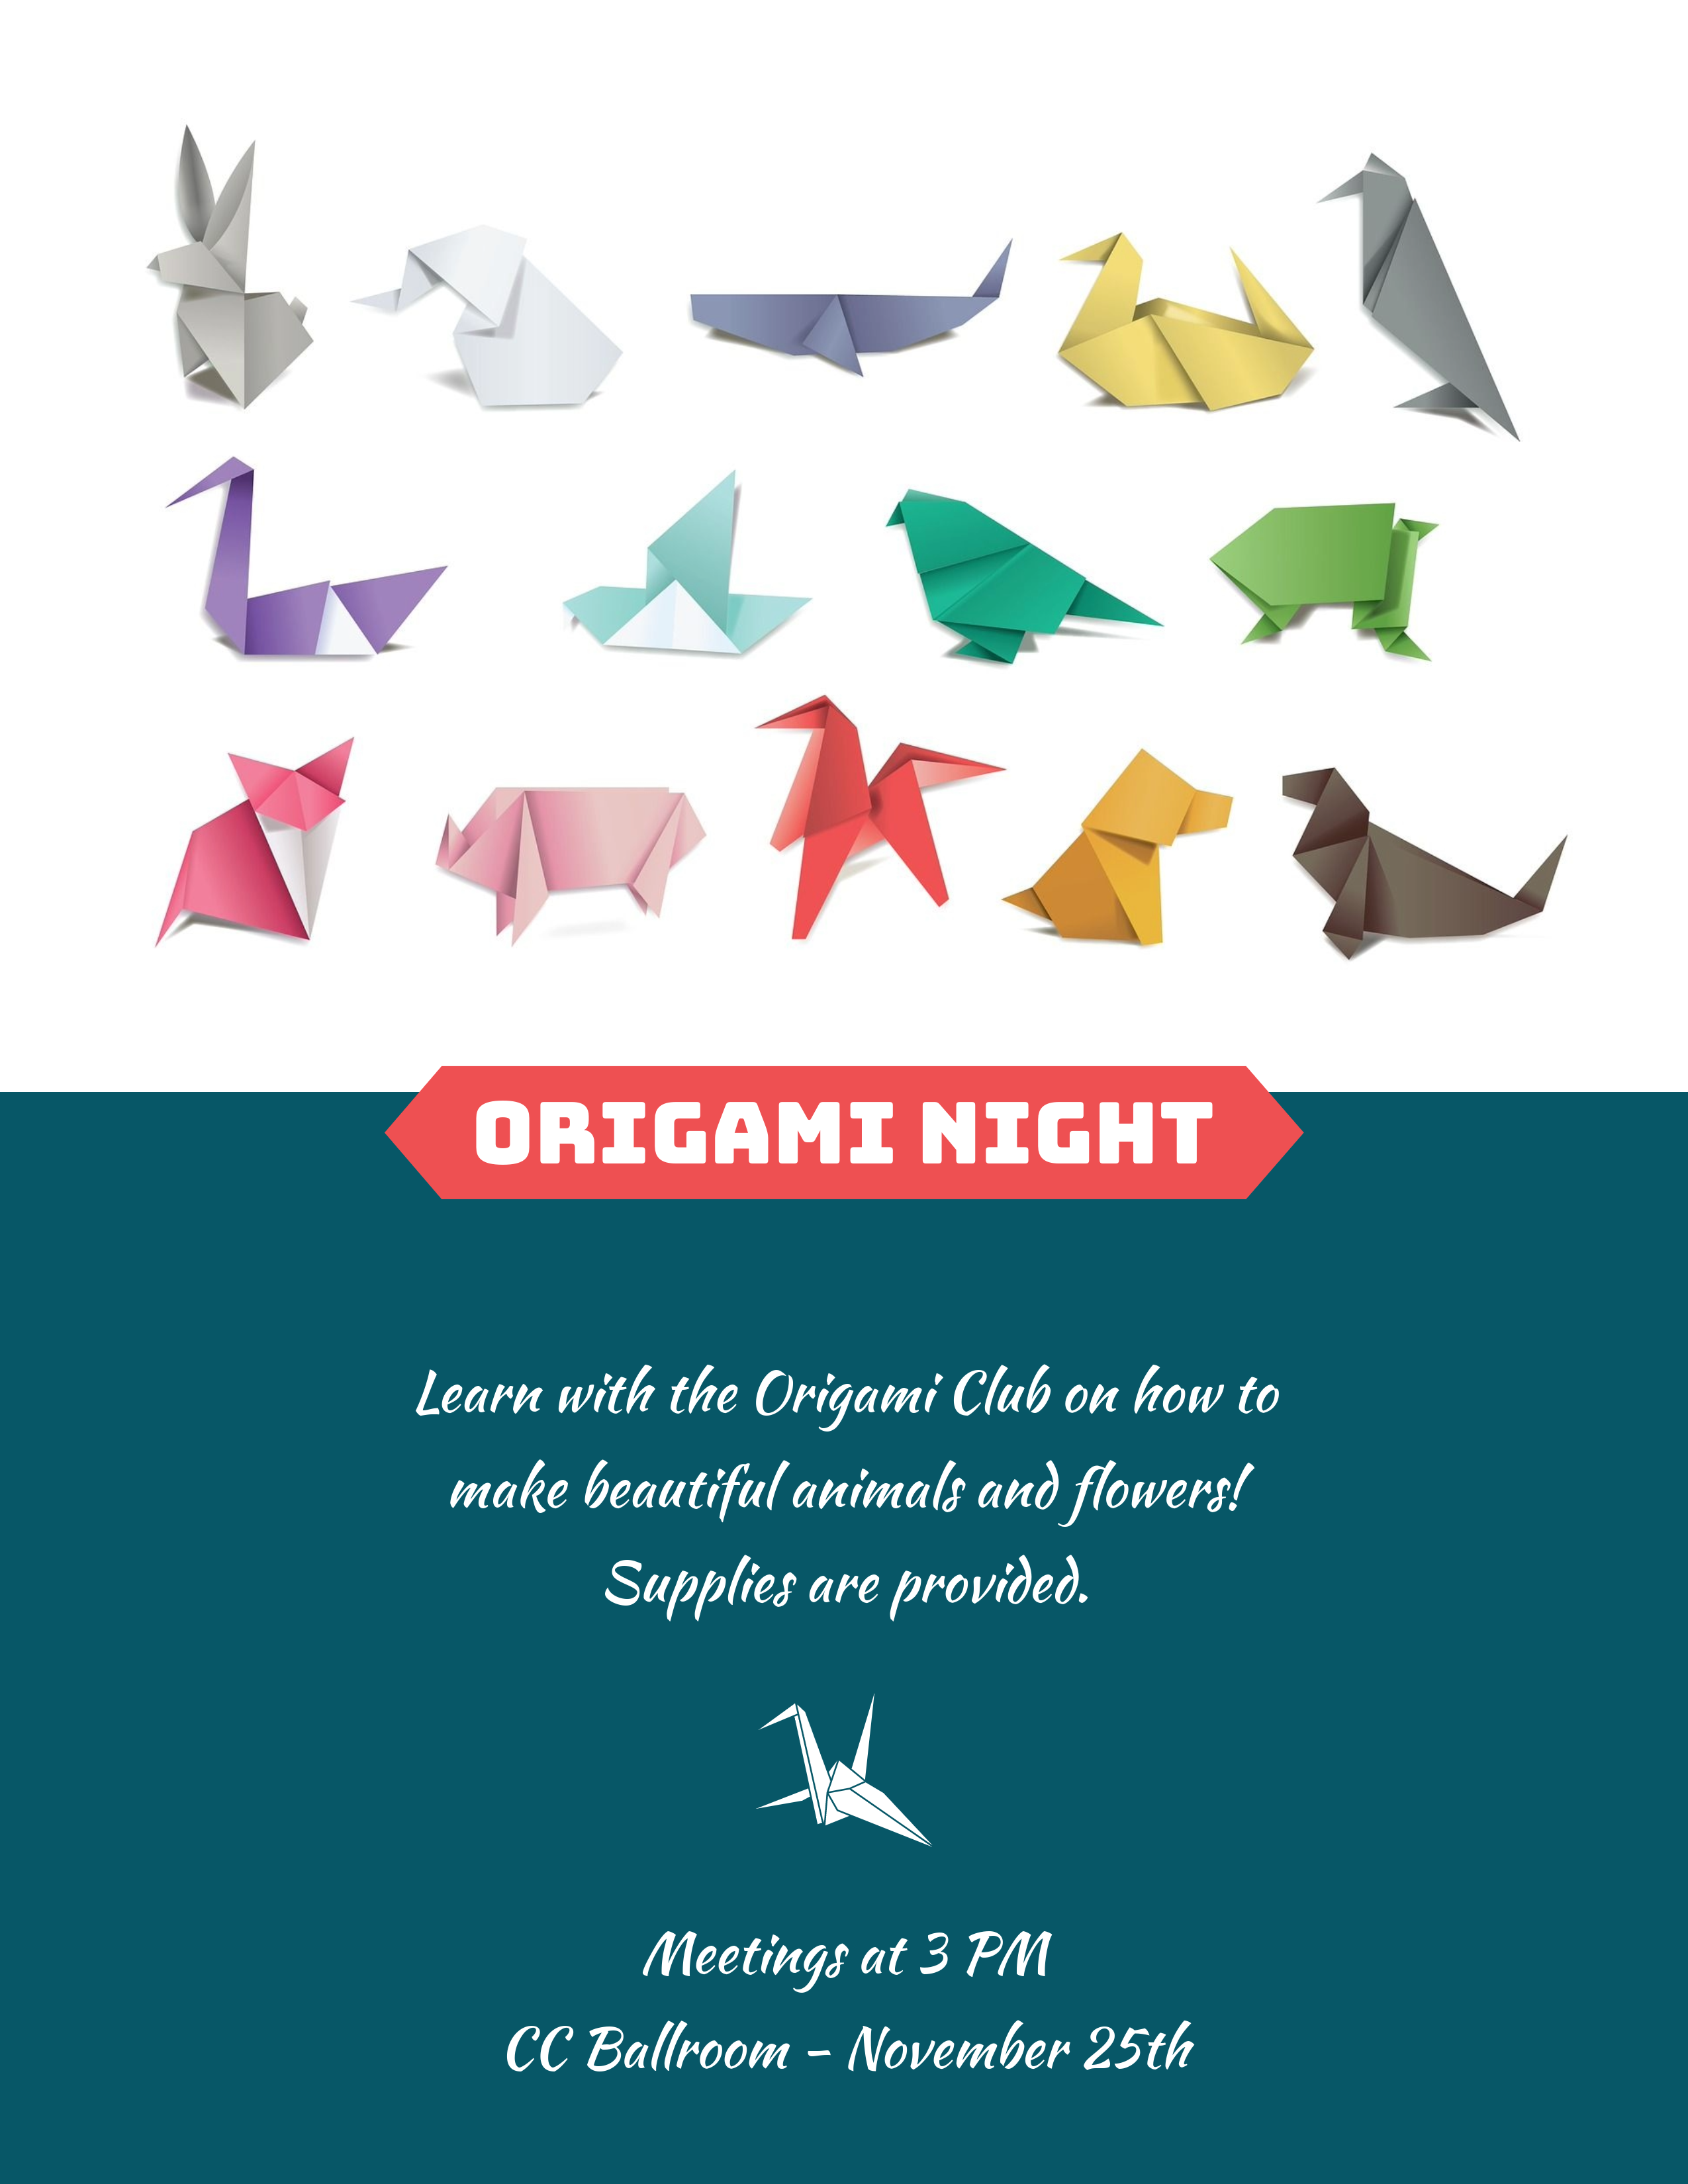 ORIGAMI NIGHT
Learn with the Origami Club on how to
make beautiful animals and flowers!
Supplies are provided.
Meetings at 3 PM
CC Ballroom - November 25th